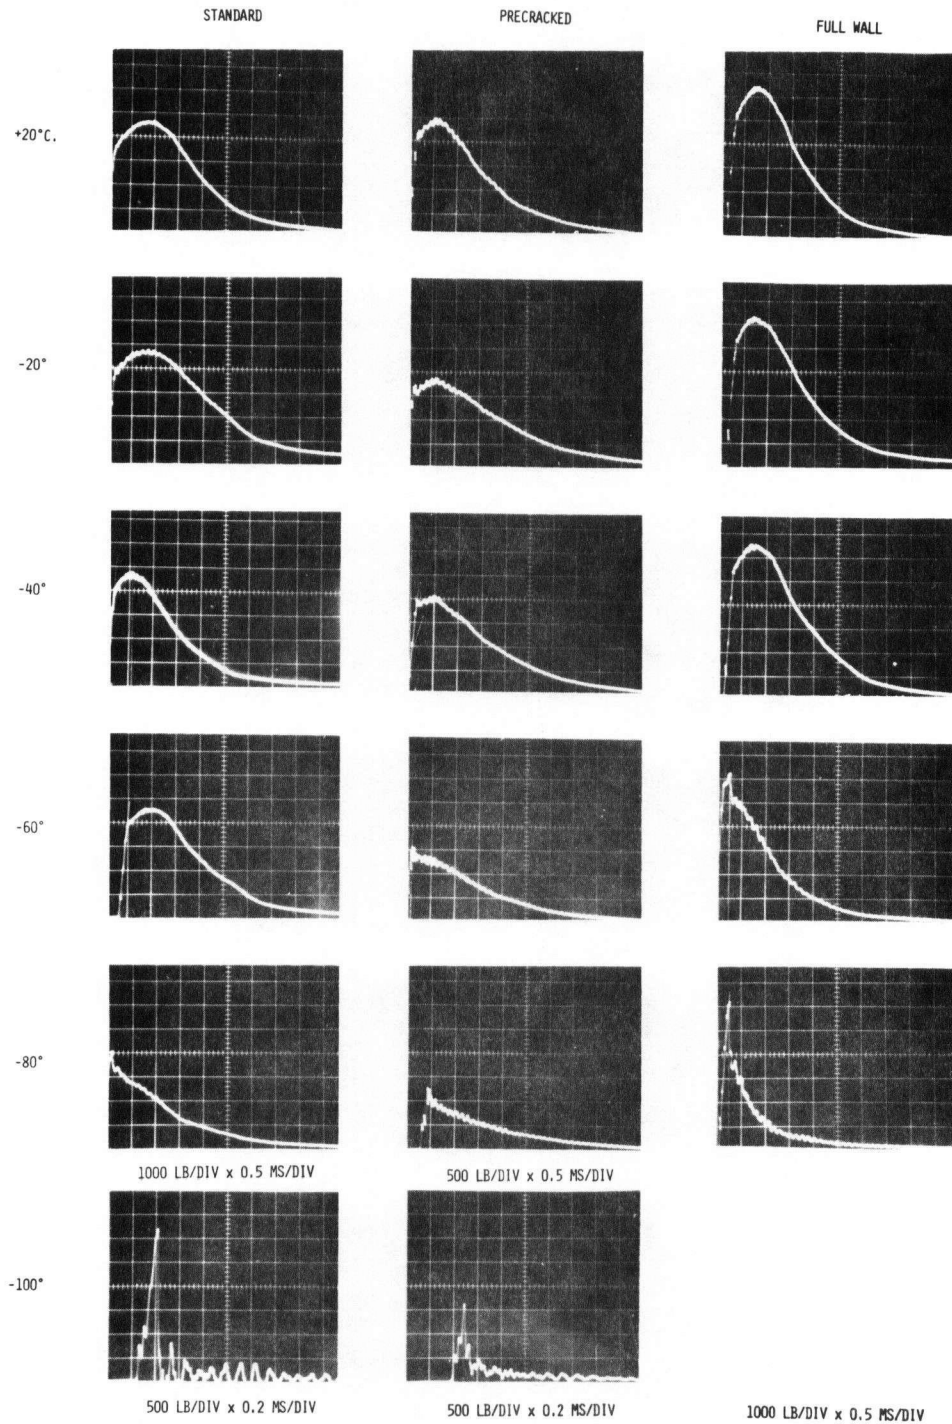 STANDARD
PRECRACKED
FULL WALL
+20°C.
-20°
-40°
-60°
-80°
1000 LB/DIV x 0.5 MS/DIV
500 LB/DIV x 0.5 MS/DIV
-100°
500 LB/DIV x 0.2 MS/DIV
500 LB/DIV x 0.2 MS/DIV
1000 LB/DIV x 0.5 MS/DIV